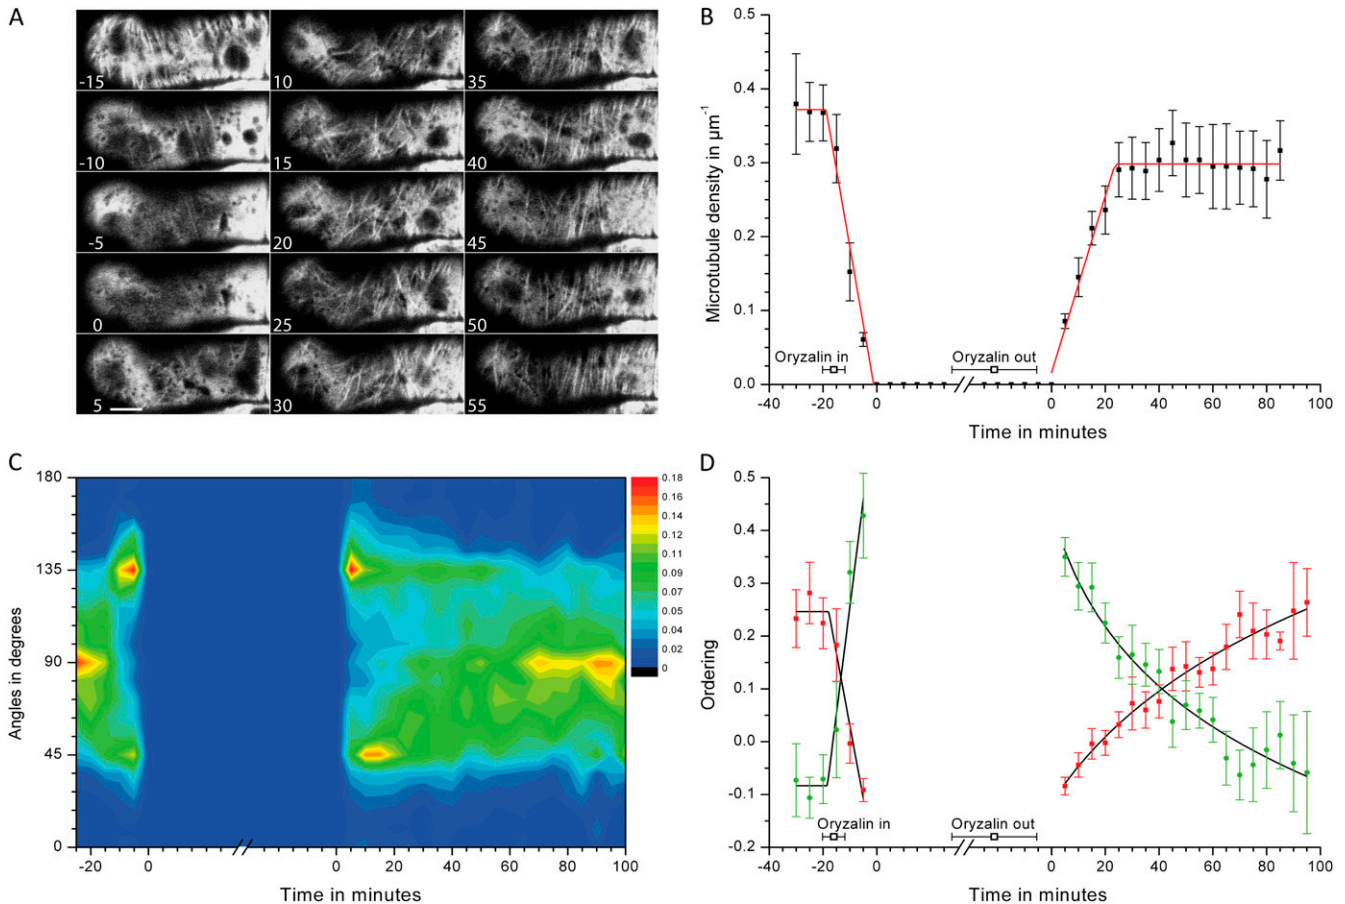 A
-15
10
35
-10
15
40
-5
20
45
0
25
50
5
30
55
B
Microtubule density in µm⁻¹
0.5
0.4
0.3
0.2
0.1
0.0
Oryzalin in
Oryzalin out
-40 -20 0 0 20 40 60 80 100
Time in minutes
C
Angles in degrees
180
135
90
45
0
0.18
0.16
0.14
0.12
0.11
0.09
0.07
0.05
0.04
0.02
0
-20 0 0 20 40 60 80 100
Time in minutes
D
Ordering
0.5
0.4
0.3
0.2
0.1
0.0
-0.1
-0.2
Oryzalin in
Oryzalin out
-40 -20 0 0 20 40 60 80 100
Time in minutes